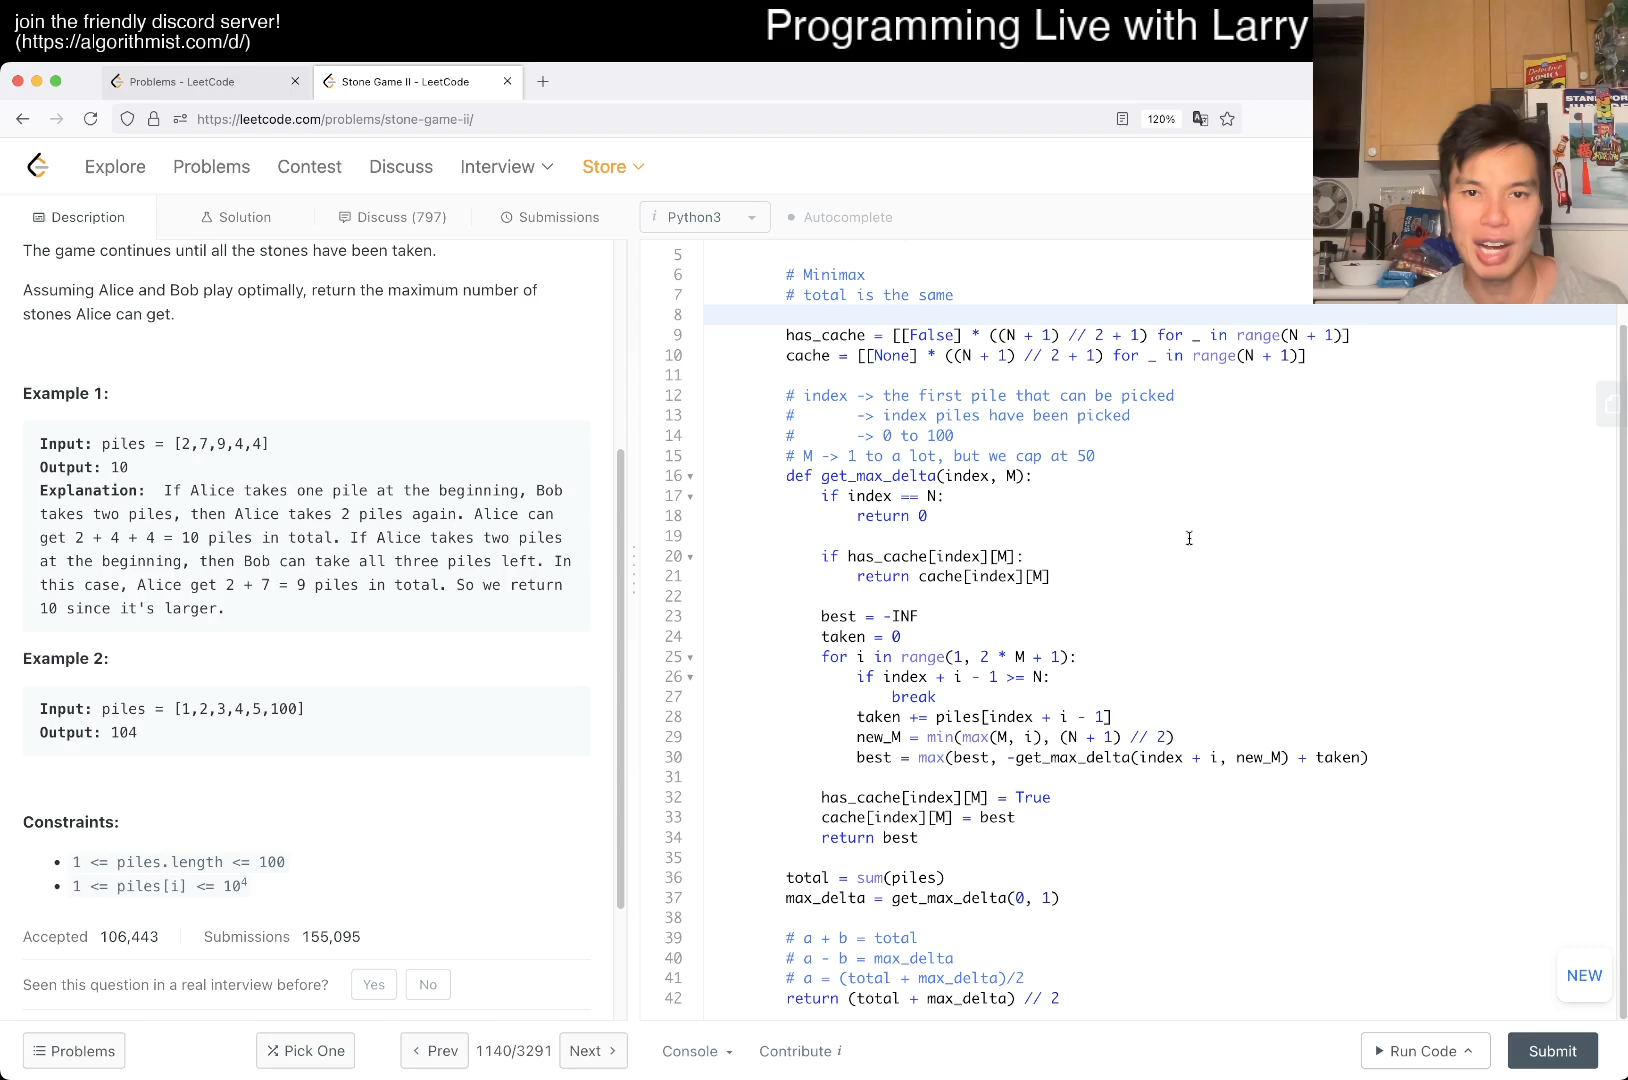 join the friendly discord server!
(https://algorithmist.com/d/)
Programming Live with Larry
Problems - LeetCode
Stone Game II - LeetCode
https://leetcode.com/problems/stone-game-ii/
120%
Explore Problems Contest Discuss Interview Store
Description Solution Discuss (797) Submissions
i Python3 Autocomplete
The game continues until all the stones have been taken.
Assuming Alice and Bob play optimally, return the maximum number of
stones Alice can get.
Example 1:
Input: piles = [2,7,9,4,4]
Output: 10
Explanation: If Alice takes one pile at the beginning, Bob
takes two piles, then Alice takes 2 piles again. Alice can
get 2 + 4 + 4 = 10 piles in total. If Alice takes two piles
at the beginning, then Bob can take all three piles left. In
this case, Alice get 2 + 7 = 9 piles in total. So we return
10 since it's larger.
Example 2:
Input: piles = [1,2,3,4,5,100]
Output: 104
Constraints:
• 1 <= piles.length <= 100
• 1 <= piles[i] <= 10⁴
Accepted 106,443 Submissions 155,095
Seen this question in a real interview before? Yes No
5
6 # Minimax
7 # total is the same
8
9 has_cache = [[False] * ((N + 1) // 2 + 1) for _ in range(N + 1)]
10 cache = [[None] * ((N + 1) // 2 + 1) for _ in range(N + 1)]
11
12 # index -> the first pile that can be picked
13 # -> index piles have been picked
14 # -> 0 to 100
15 # M -> 1 to a lot, but we cap at 50
16 def get_max_delta(index, M):
17 if index == N:
18 return 0
19
20 if has_cache[index][M]:
21 return cache[index][M]
22
23 best = -INF
24 taken = 0
25 for i in range(1, 2 * M + 1):
26 if index + i - 1 >= N:
27 break
28 taken += piles[index + i - 1]
29 new_M = min(max(M, i), (N + 1) // 2)
30 best = max(best, -get_max_delta(index + i, new_M) + taken)
31
32 has_cache[index][M] = True
33 cache[index][M] = best
34 return best
35
36 total = sum(piles)
37 max_delta = get_max_delta(0, 1)
38
39 # a + b = total
40 # a - b = max_delta
41 # a = (total + max_delta)/2
42 return (total + max_delta) // 2
NEW
Problems Pick One Prev 1140/3291 Next Console Contribute i Run Code Submit